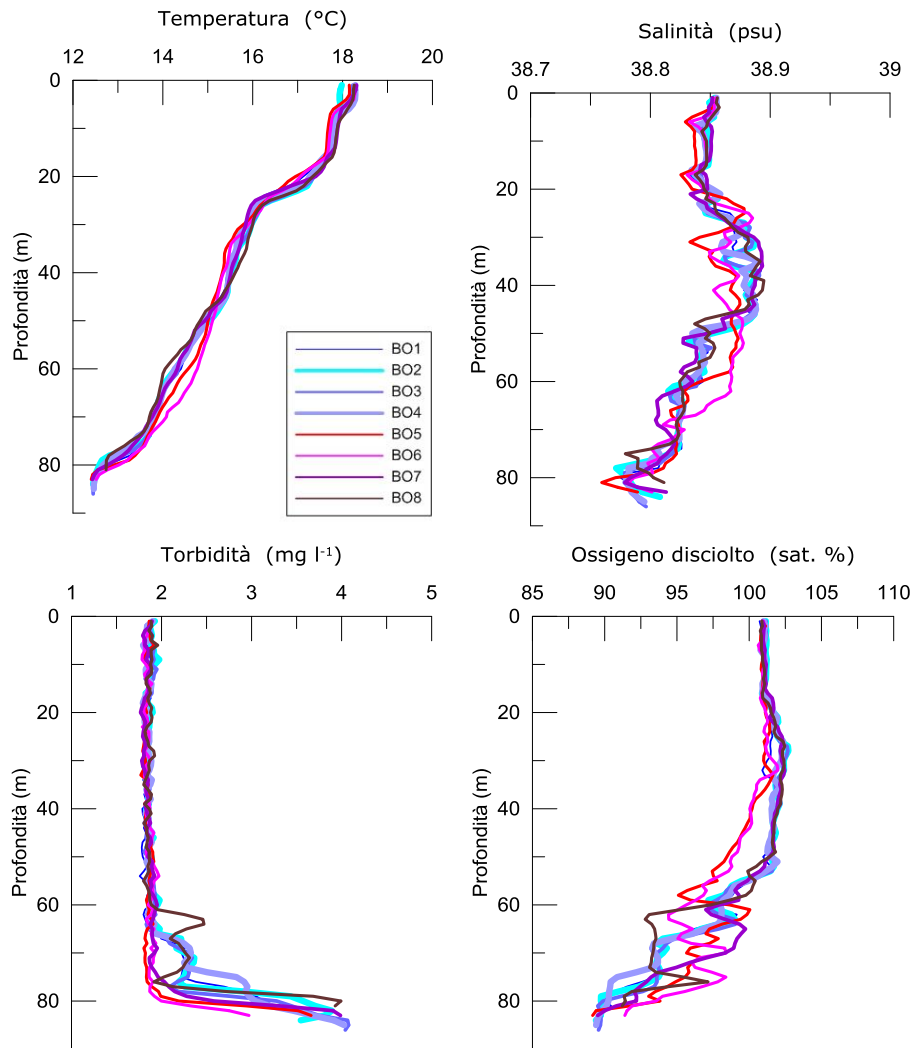 Temperatura (°C)
12 14 16 18 20
0
20
40
60
80
Profondità (m)
BO1
BO2
BO3
BO4
BO5
BO6
BO7
BO8
Salinità (psu)
38.7 38.8 38.9 39
0
20
40
60
80
Profondità (m)
Torbidità (mg l-1)
1 2 3 4 5
0
20
40
60
80
Profondità (m)
Ossigeno disciolto (sat. %)
85 90 95 100 105 110
0
20
40
60
80
Profondità (m)